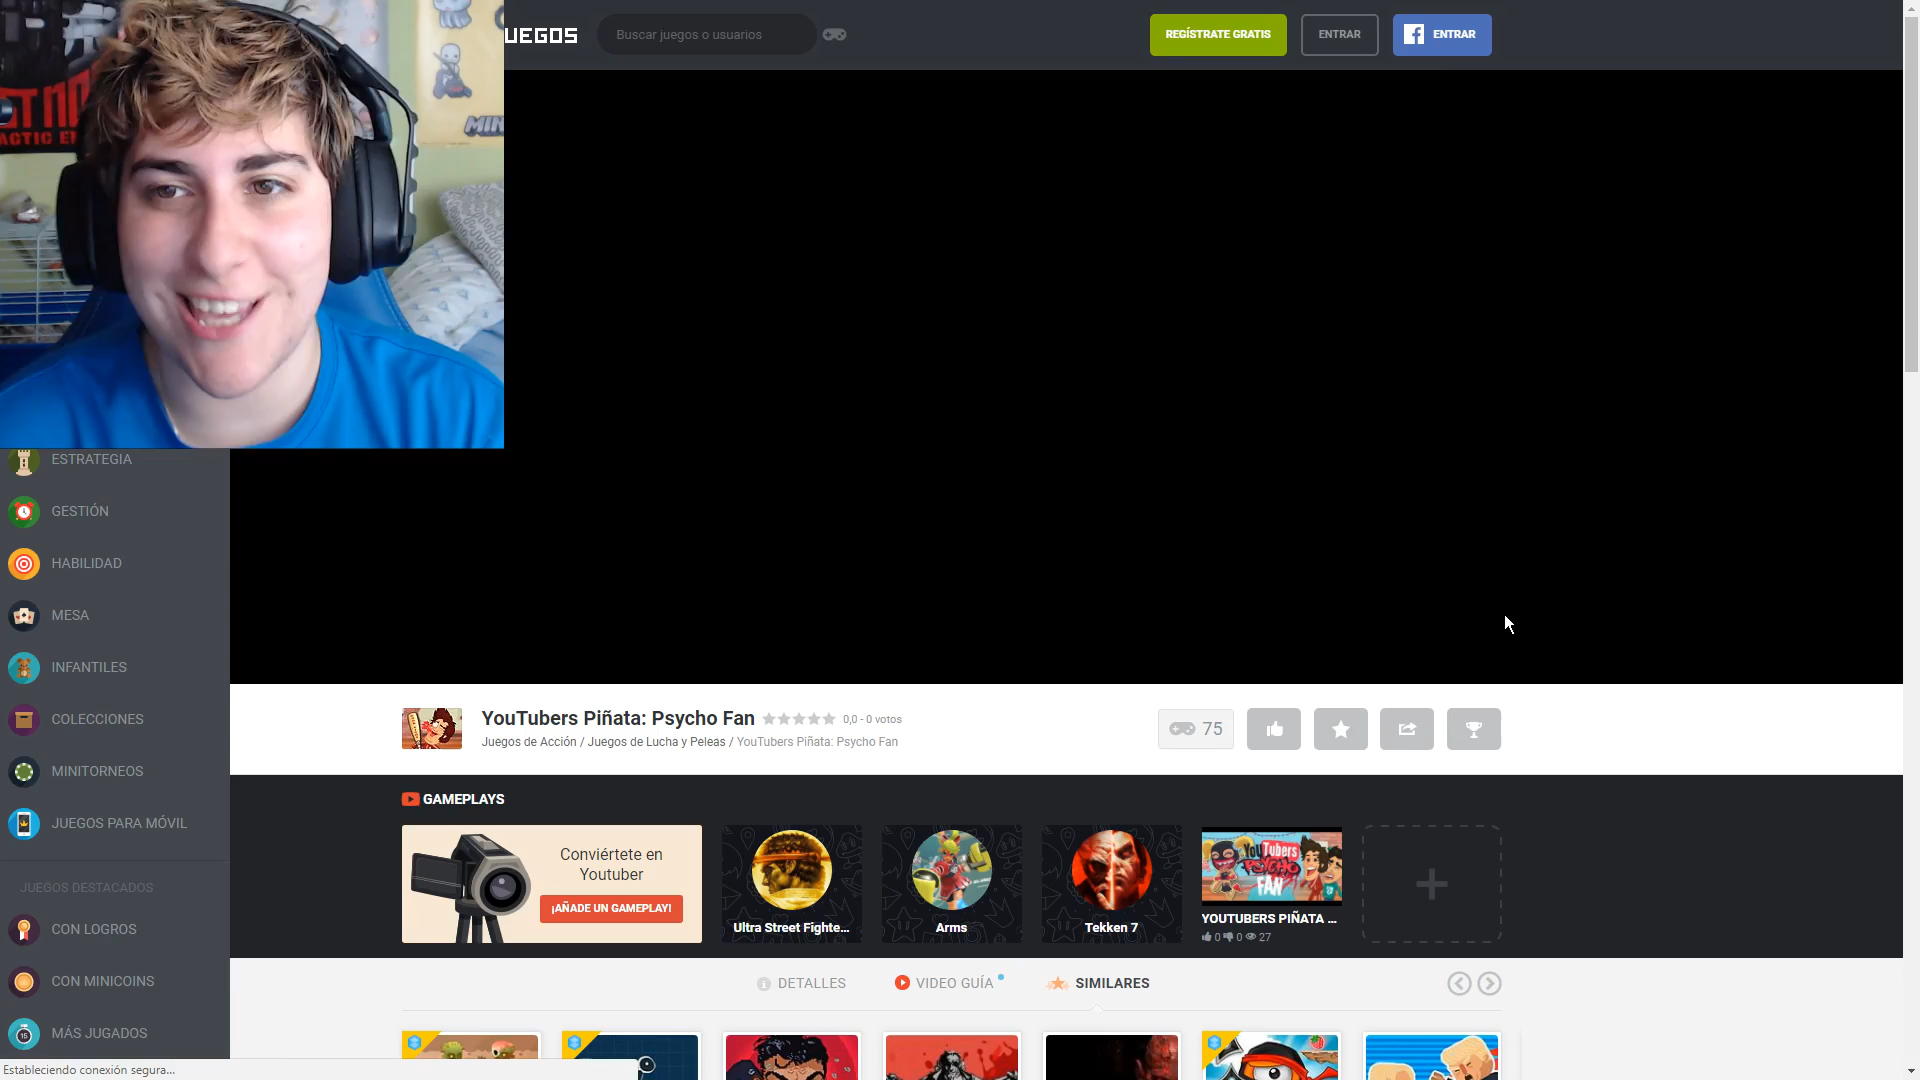 UEGOS
Buscar juegos o usuarios
REGÍSTRATE GRATIS
ENTRAR
ENTRAR
ESTRATEGIA
GESTIÓN
HABILIDAD
MESA
INFANTILES
COLECCIONES
MINITORNEOS
JUEGOS PARA MÓVIL
JUEGOS DESTACADOS
CON LOGROS
CON MINICOINS
MÁS JUGADOS
YouTubers Piñata: Psycho Fan
0,0 - 0 votos
Juegos de Acción / Juegos de Lucha y Peleas / YouTubers Piñata: Psycho Fan
75
GAMEPLAYS
Conviértete en
Youtuber
¡AÑADE UN GAMEPLAY!
Ultra Street Fighte...
Arms
Tekken 7
YouTubers
PSYCHO
FAN
YOUTUBERS PIÑATA ...
0 0 27
DETALLES
VIDEO GUÍA
SIMILARES
Estableciendo conexión segura...